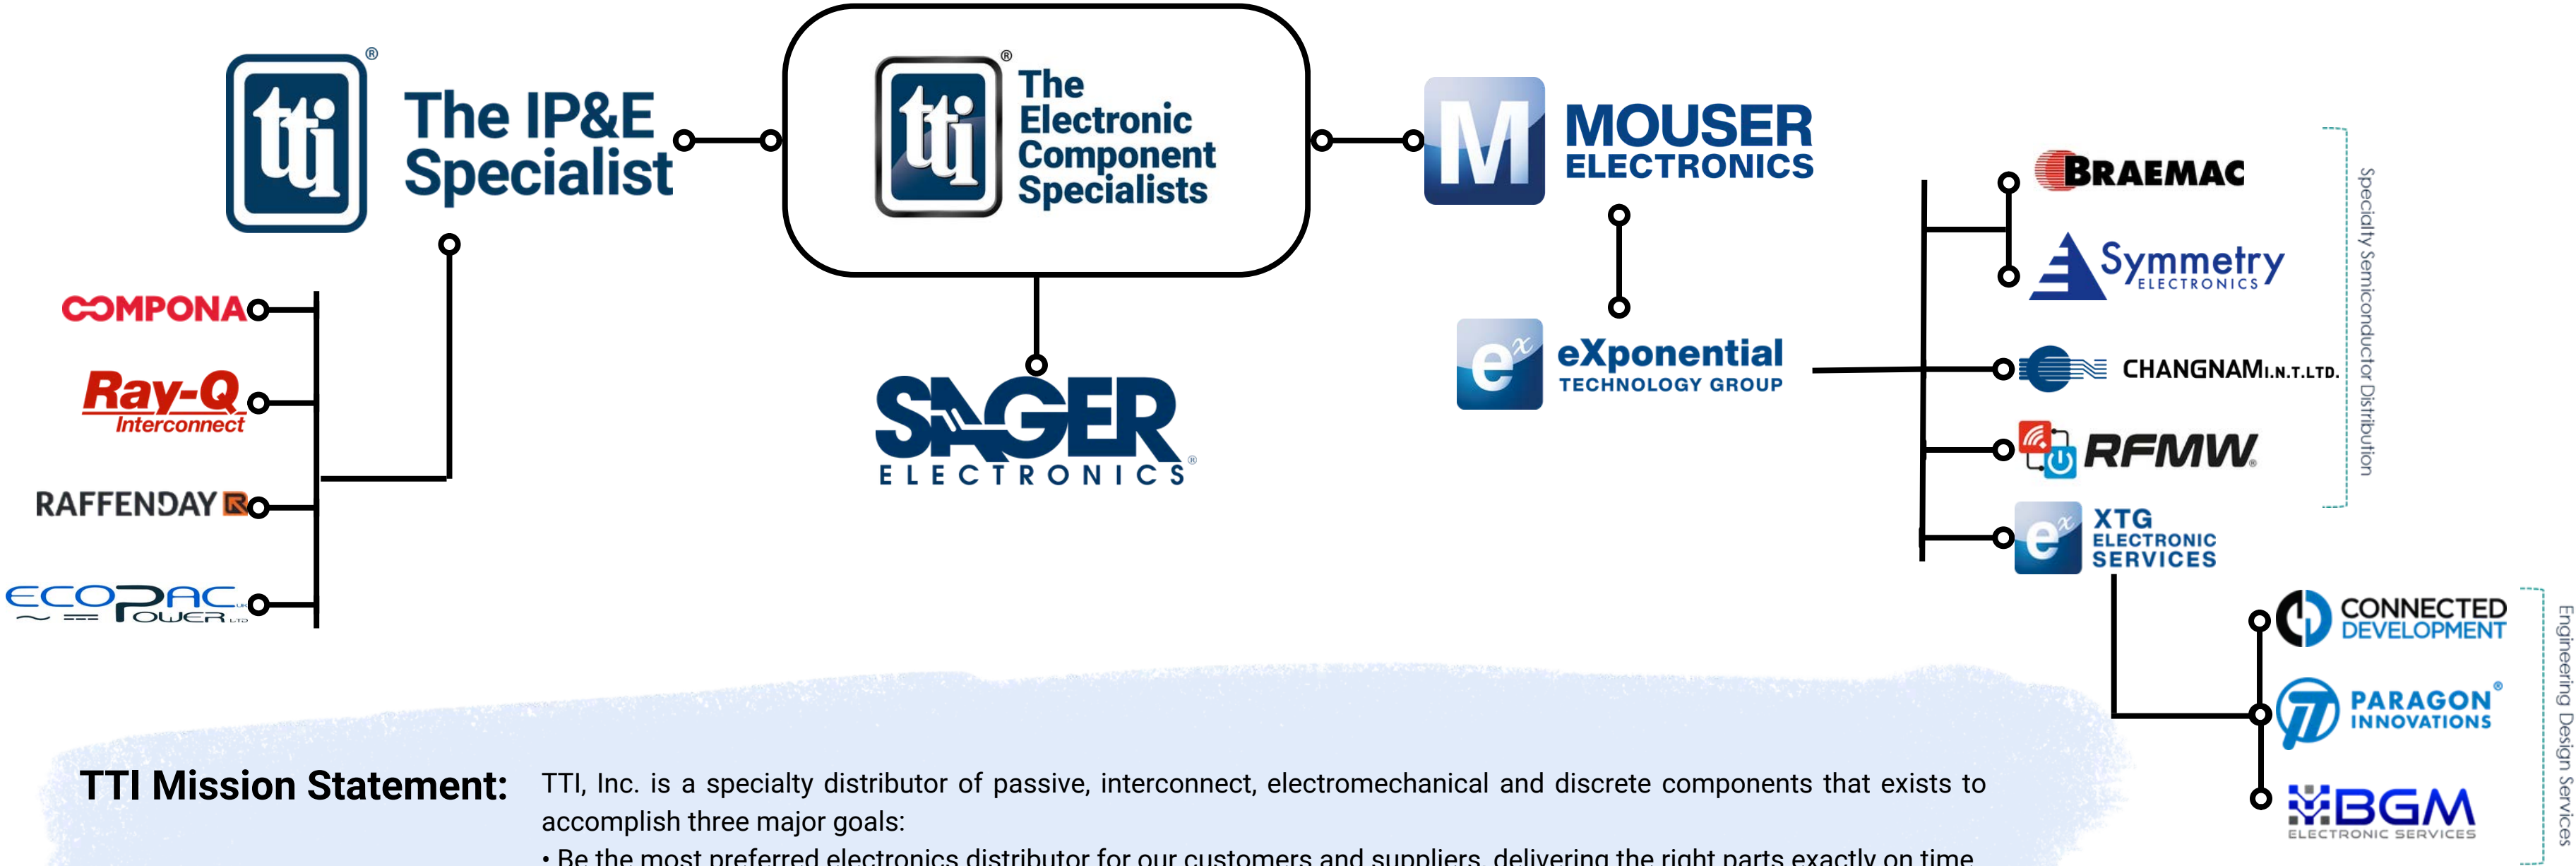 tti®
The IP&E
Specialist
tti®
The
Electronic
Component
Specialists
M
MOUSER
ELECTRONICS
COMPONA
Ray-Q
Interconnect
RAFFENDAY R
ECOPAC UK
POWER LTD
SAGER
ELECTRONICS®
ex
eXponential
TECHNOLOGY GROUP
BRAEMAC
Symmetry
ELECTRONICS
CHANGNAM I.N.T.LTD.
RFMW®
ex
XTG
ELECTRONIC
SERVICES
Specialty Semiconductor Distribution
CONNECTED
DEVELOPMENT
PARAGON®
INNOVATIONS
BGM
ELECTRONIC SERVICES
Engineering Design Services
TTI Mission Statement:
TTI, Inc. is a specialty distributor of passive, interconnect, electromechanical and discrete components that exists to
accomplish three major goals:
• Be the most preferred electronics distributor for our customers and suppliers, delivering the right parts exactly on time